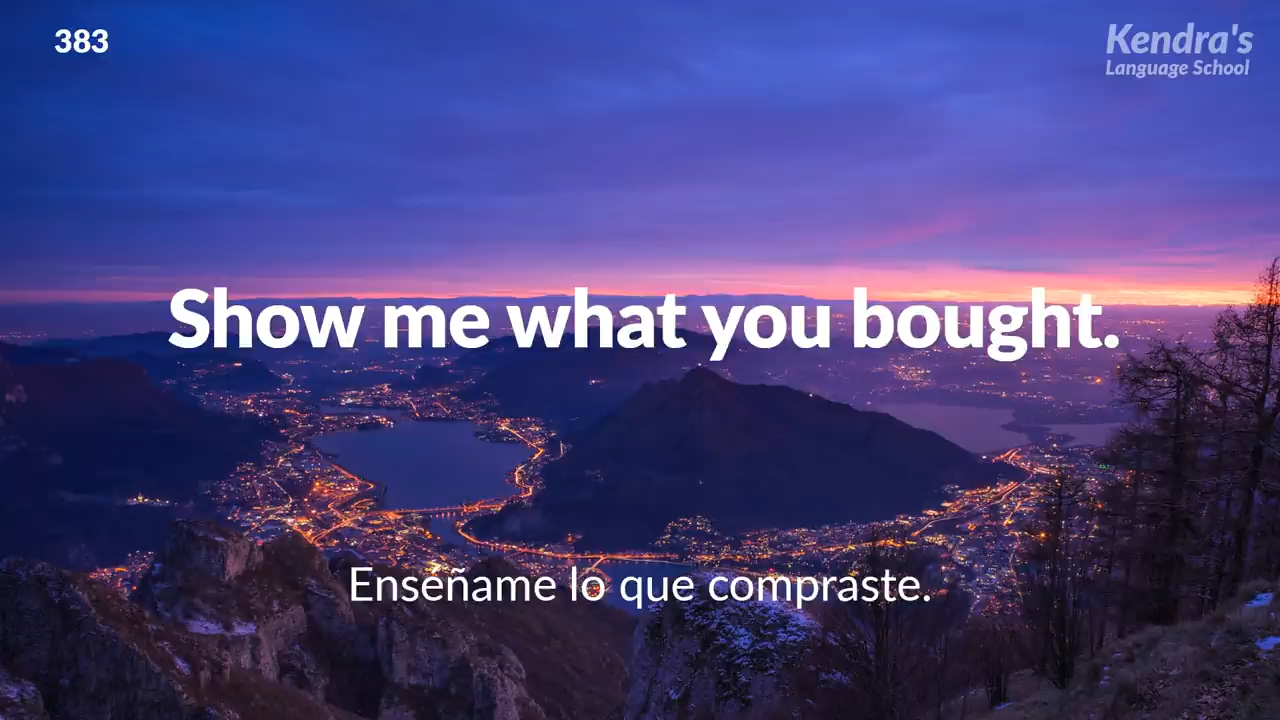 383
Kendra's
Language School
Show me what you bought.
Enseñame lo que compraste.